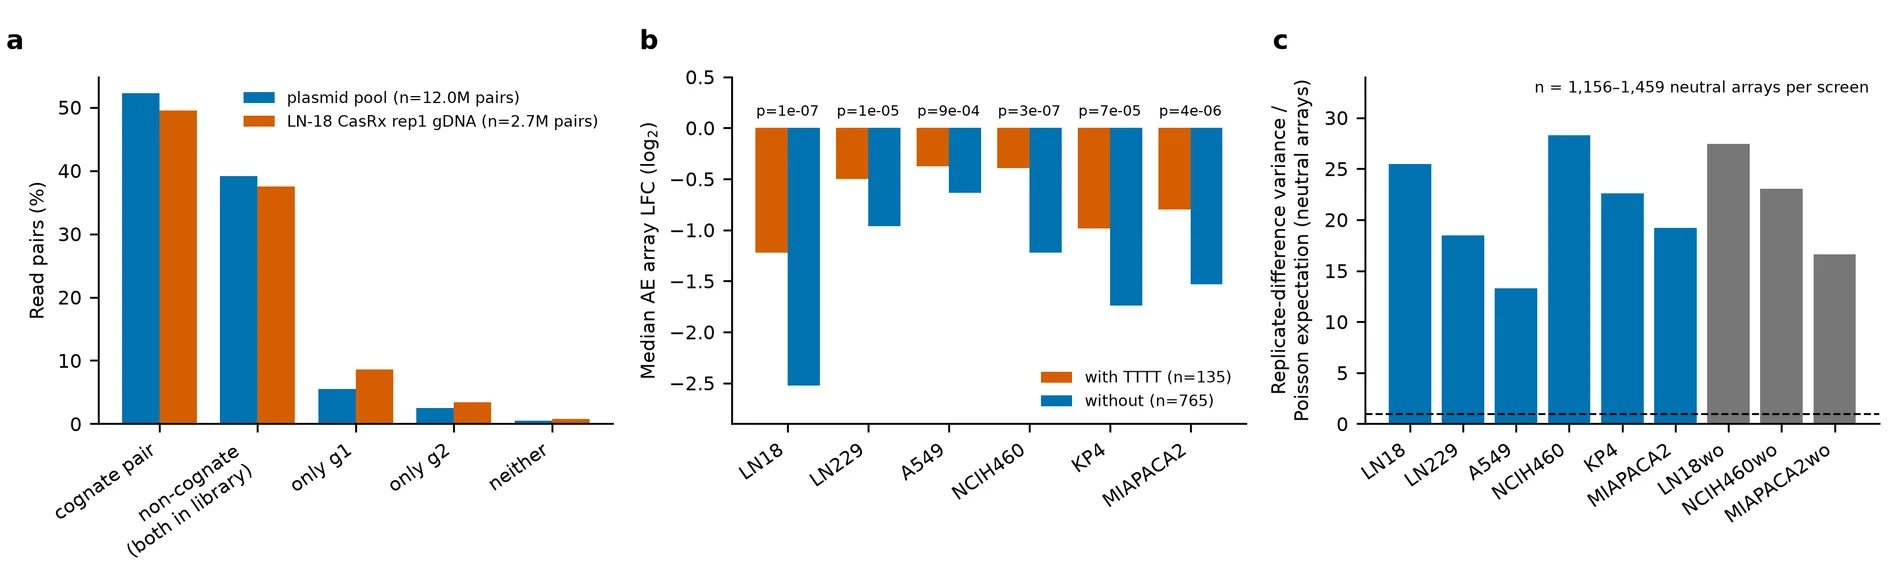 a
Read pairs (%)
50
40
30
20
10
0
plasmid pool (n=12.0M pairs)
LN-18 CasRx rep1 gDNA (n=2.7M pairs)
cognate pair
non-cognate
(both in library)
only g1
only g2
neither
b
Median AE array LFC (log₂)
0.5
0.0
−0.5
−1.0
−1.5
−2.0
−2.5
p=1e-07
p=1e-05
p=9e-04
p=3e-07
p=7e-05
p=4e-06
with TTTT (n=135)
without (n=765)
LN18
LN229
A549
NCIH460
KP4
MIAPACA2
c
Replicate-difference variance /
Poisson expectation (neutral arrays)
30
25
20
15
10
5
0
n = 1,156–1,459 neutral arrays per screen
LN18
LN229
A549
NCIH460
KP4
MIAPACA2
LN18wo
NCIH460wo
MIAPACA2wo